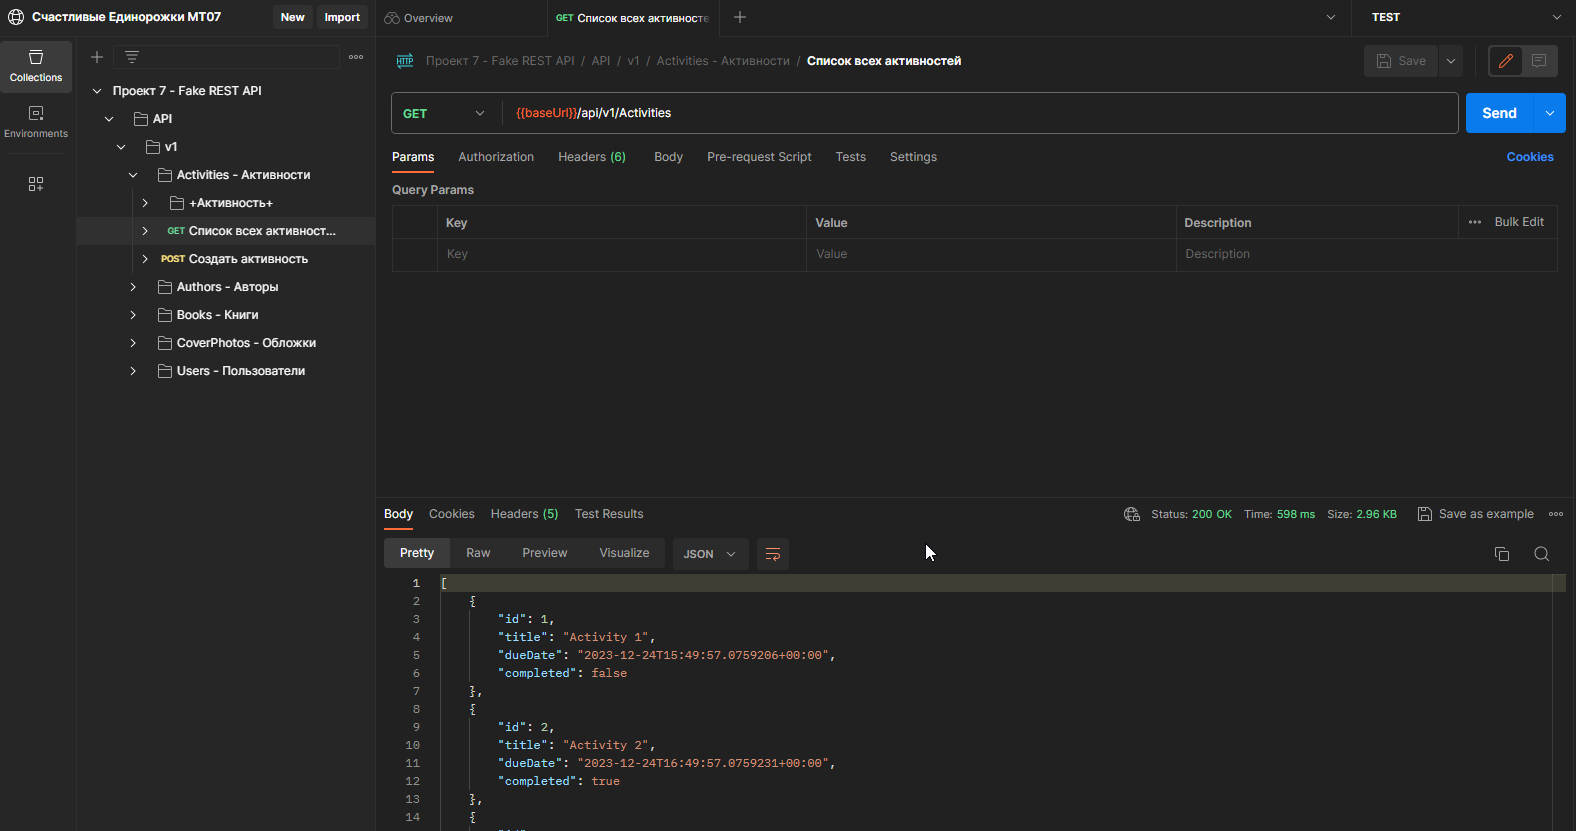 Счастливые Единорожки МТ07
New
Import
Overview
GET Список всех активносте
TEST
Collections
Environments
Проект 7 - Fake REST API
API
v1
Activities - Активности
+Активность+
GET Список всех активност...
POST Создать активность
Authors - Авторы
Books - Книги
CoverPhotos - Обложки
Users - Пользователи
HTTP
Проект 7 - Fake REST API / API / v1 / Activities - Активности / Список всех активностей
Save
GET
{{baseUrl}}/api/v1/Activities
Send
Params
Authorization
Headers (6)
Body
Pre-request Script
Tests
Settings
Cookies
Query Params
Key
Value
Description
Bulk Edit
Key
Value
Description
Body
Cookies
Headers (5)
Test Results
Status: 200 OK
Time: 598 ms
Size: 2.96 KB
Save as example
Pretty
Raw
Preview
Visualize
JSON
1 [
2 {
3 "id": 1,
4 "title": "Activity 1",
5 "dueDate": "2023-12-24T15:49:57.0759206+00:00",
6 "completed": false
7 },
8 {
9 "id": 2,
10 "title": "Activity 2",
11 "dueDate": "2023-12-24T16:49:57.0759231+00:00",
12 "completed": true
13 },
14 {